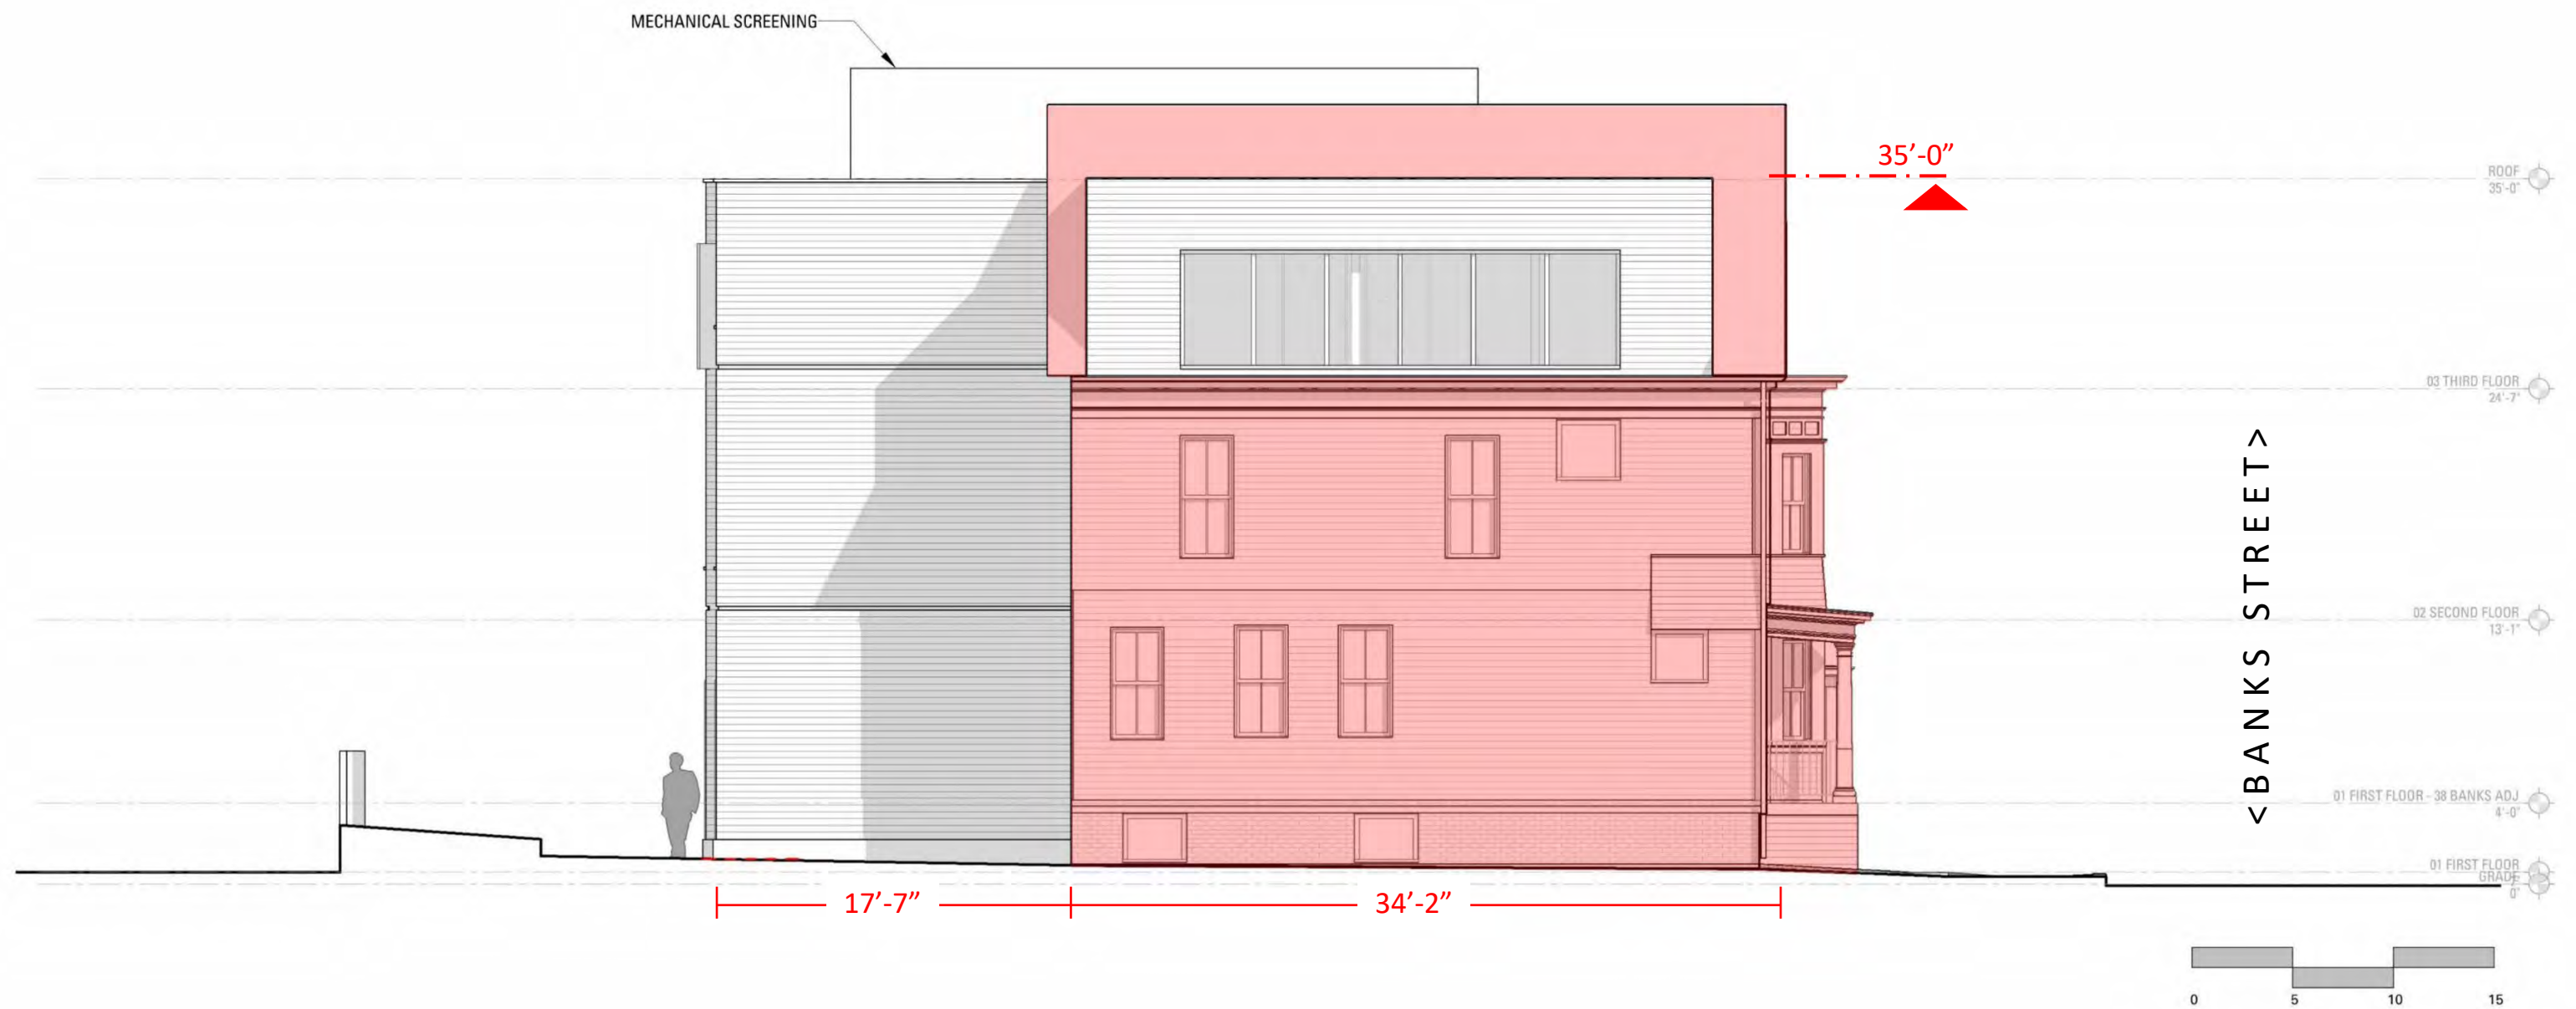 MECHANICAL SCREENING
35’-0”
ROOF
35'-0"
03 THIRD FLOOR
24'-7"
<BANKS STREET>
02 SECOND FLOOR
13'-1"
01 FIRST FLOOR - 38 BANKS ADJ
4'-0"
01 FIRST FLOOR
GRADE
0"
17’-7”
34’-2”
0 5 10 15